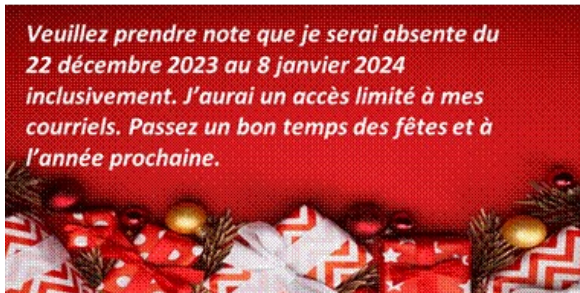 Veuillez prendre note que je serai absente du
22 décembre 2023 au 8 janvier 2024
inclusivement. J’aurai un accès limité à mes
courriels. Passez un bon temps des fêtes et à
l’année prochaine.